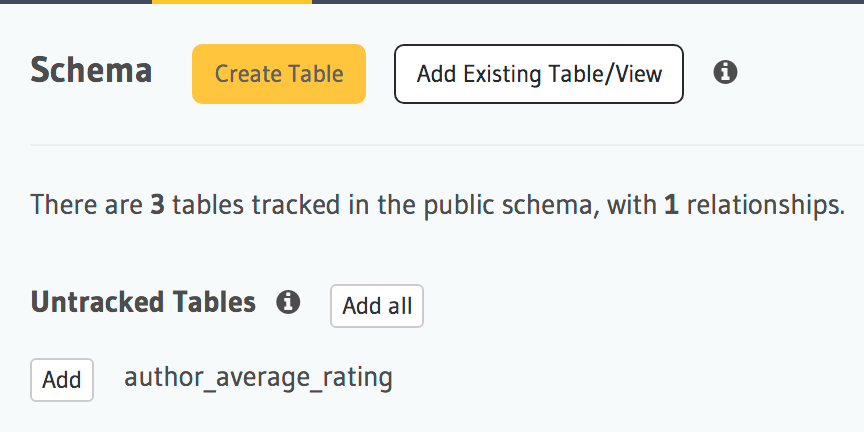 Schema Create Table Add Existing Table/View
There are 3 tables tracked in the public schema, with 1 relationships.
Untracked Tables Add all
Add author_average_rating